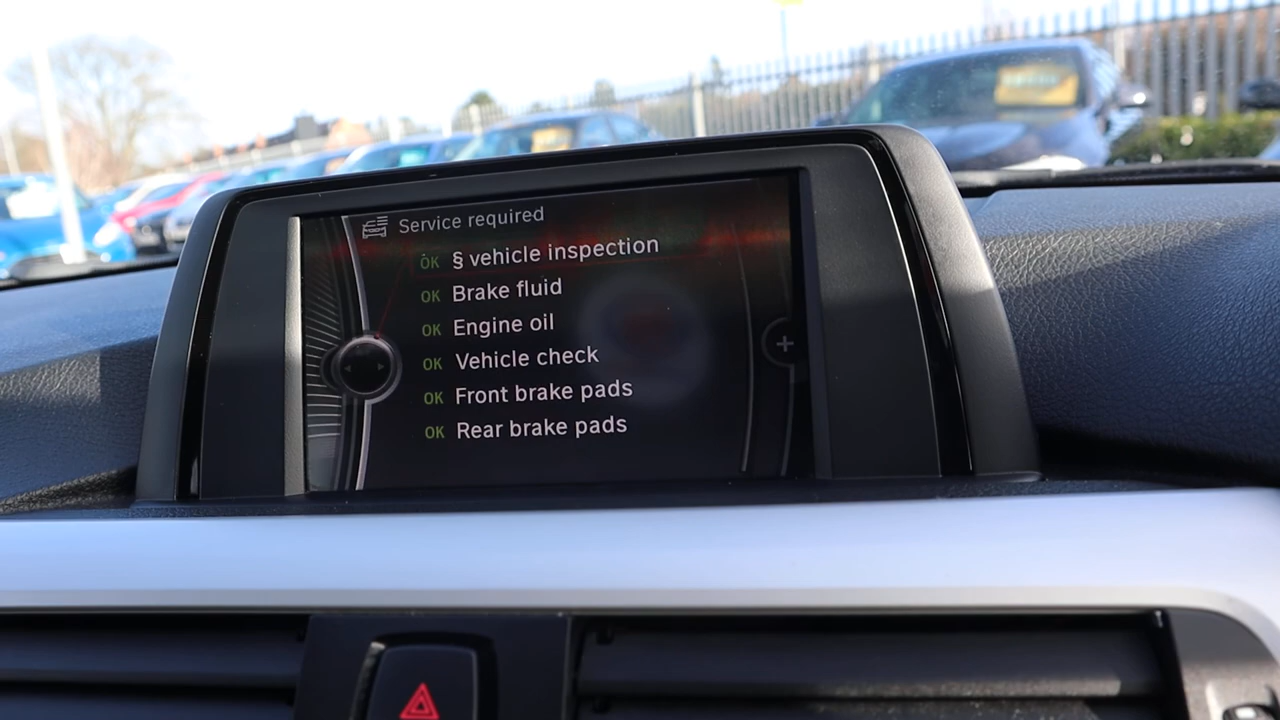 Service required
OK § vehicle inspection
OK Brake fluid
OK Engine oil
OK Vehicle check
OK Front brake pads
OK Rear brake pads